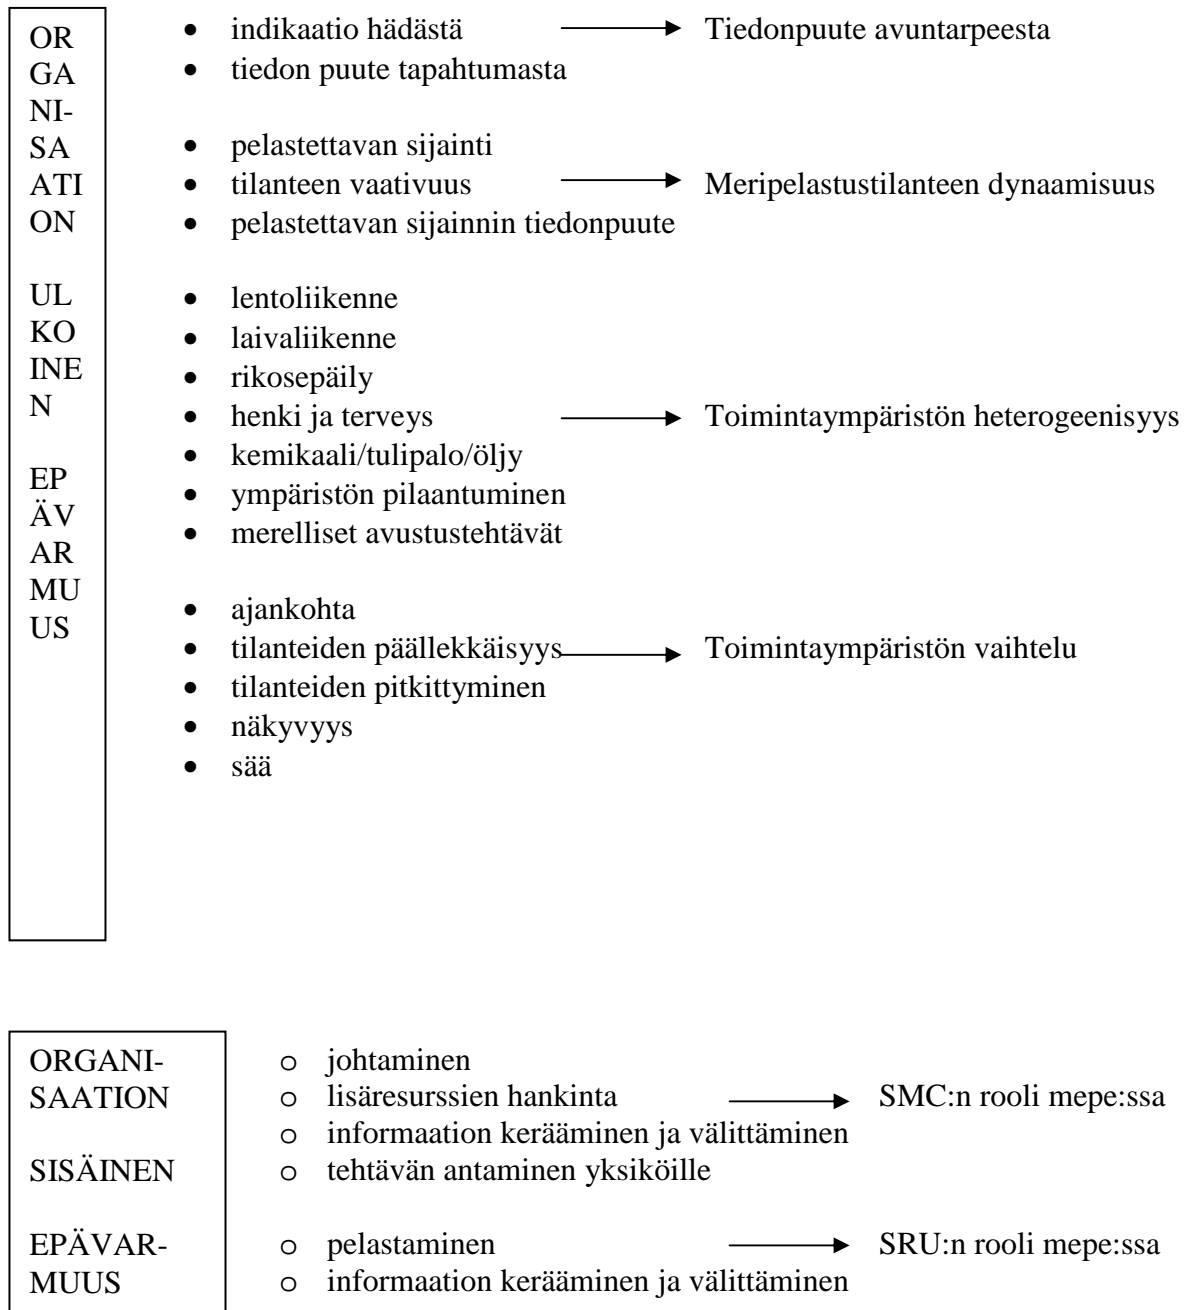 OR
GA
NI-
SA
ATI
ON
UL
KO
INE
N
EP
ÄV
AR
MU
US
• indikaatio hädästä → Tiedonpuute avuntarpeesta
• tiedon puute tapahtumasta
• pelastettavan sijainti
• tilanteen vaativuus → Meripelastustilanteen dynaamisuus
• pelastettavan sijainnin tiedonpuute
• lentoliikenne
• laivaliikenne
• rikosepäily
• henki ja terveys → Toimintaympäristön heterogeenisyys
• kemikaali/tulipalo/öljy
• ympäristön pilaantuminen
• merelliset avustustehtävät
• ajankohta
• tilanteiden päällekkäisyys → Toimintaympäristön vaihtelu
• tilanteiden pitkittyminen
• näkyvyys
• sää
ORGANI-
SAATION
SISÄINEN
EPÄVAR-
MUUS
o johtaminen
o lisäresurssien hankinta → SMC:n rooli mepe:ssa
o informaation kerääminen ja välittäminen
o tehtävän antaminen yksiköille
o pelastaminen → SRU:n rooli mepe:ssa
o informaation kerääminen ja välittäminen